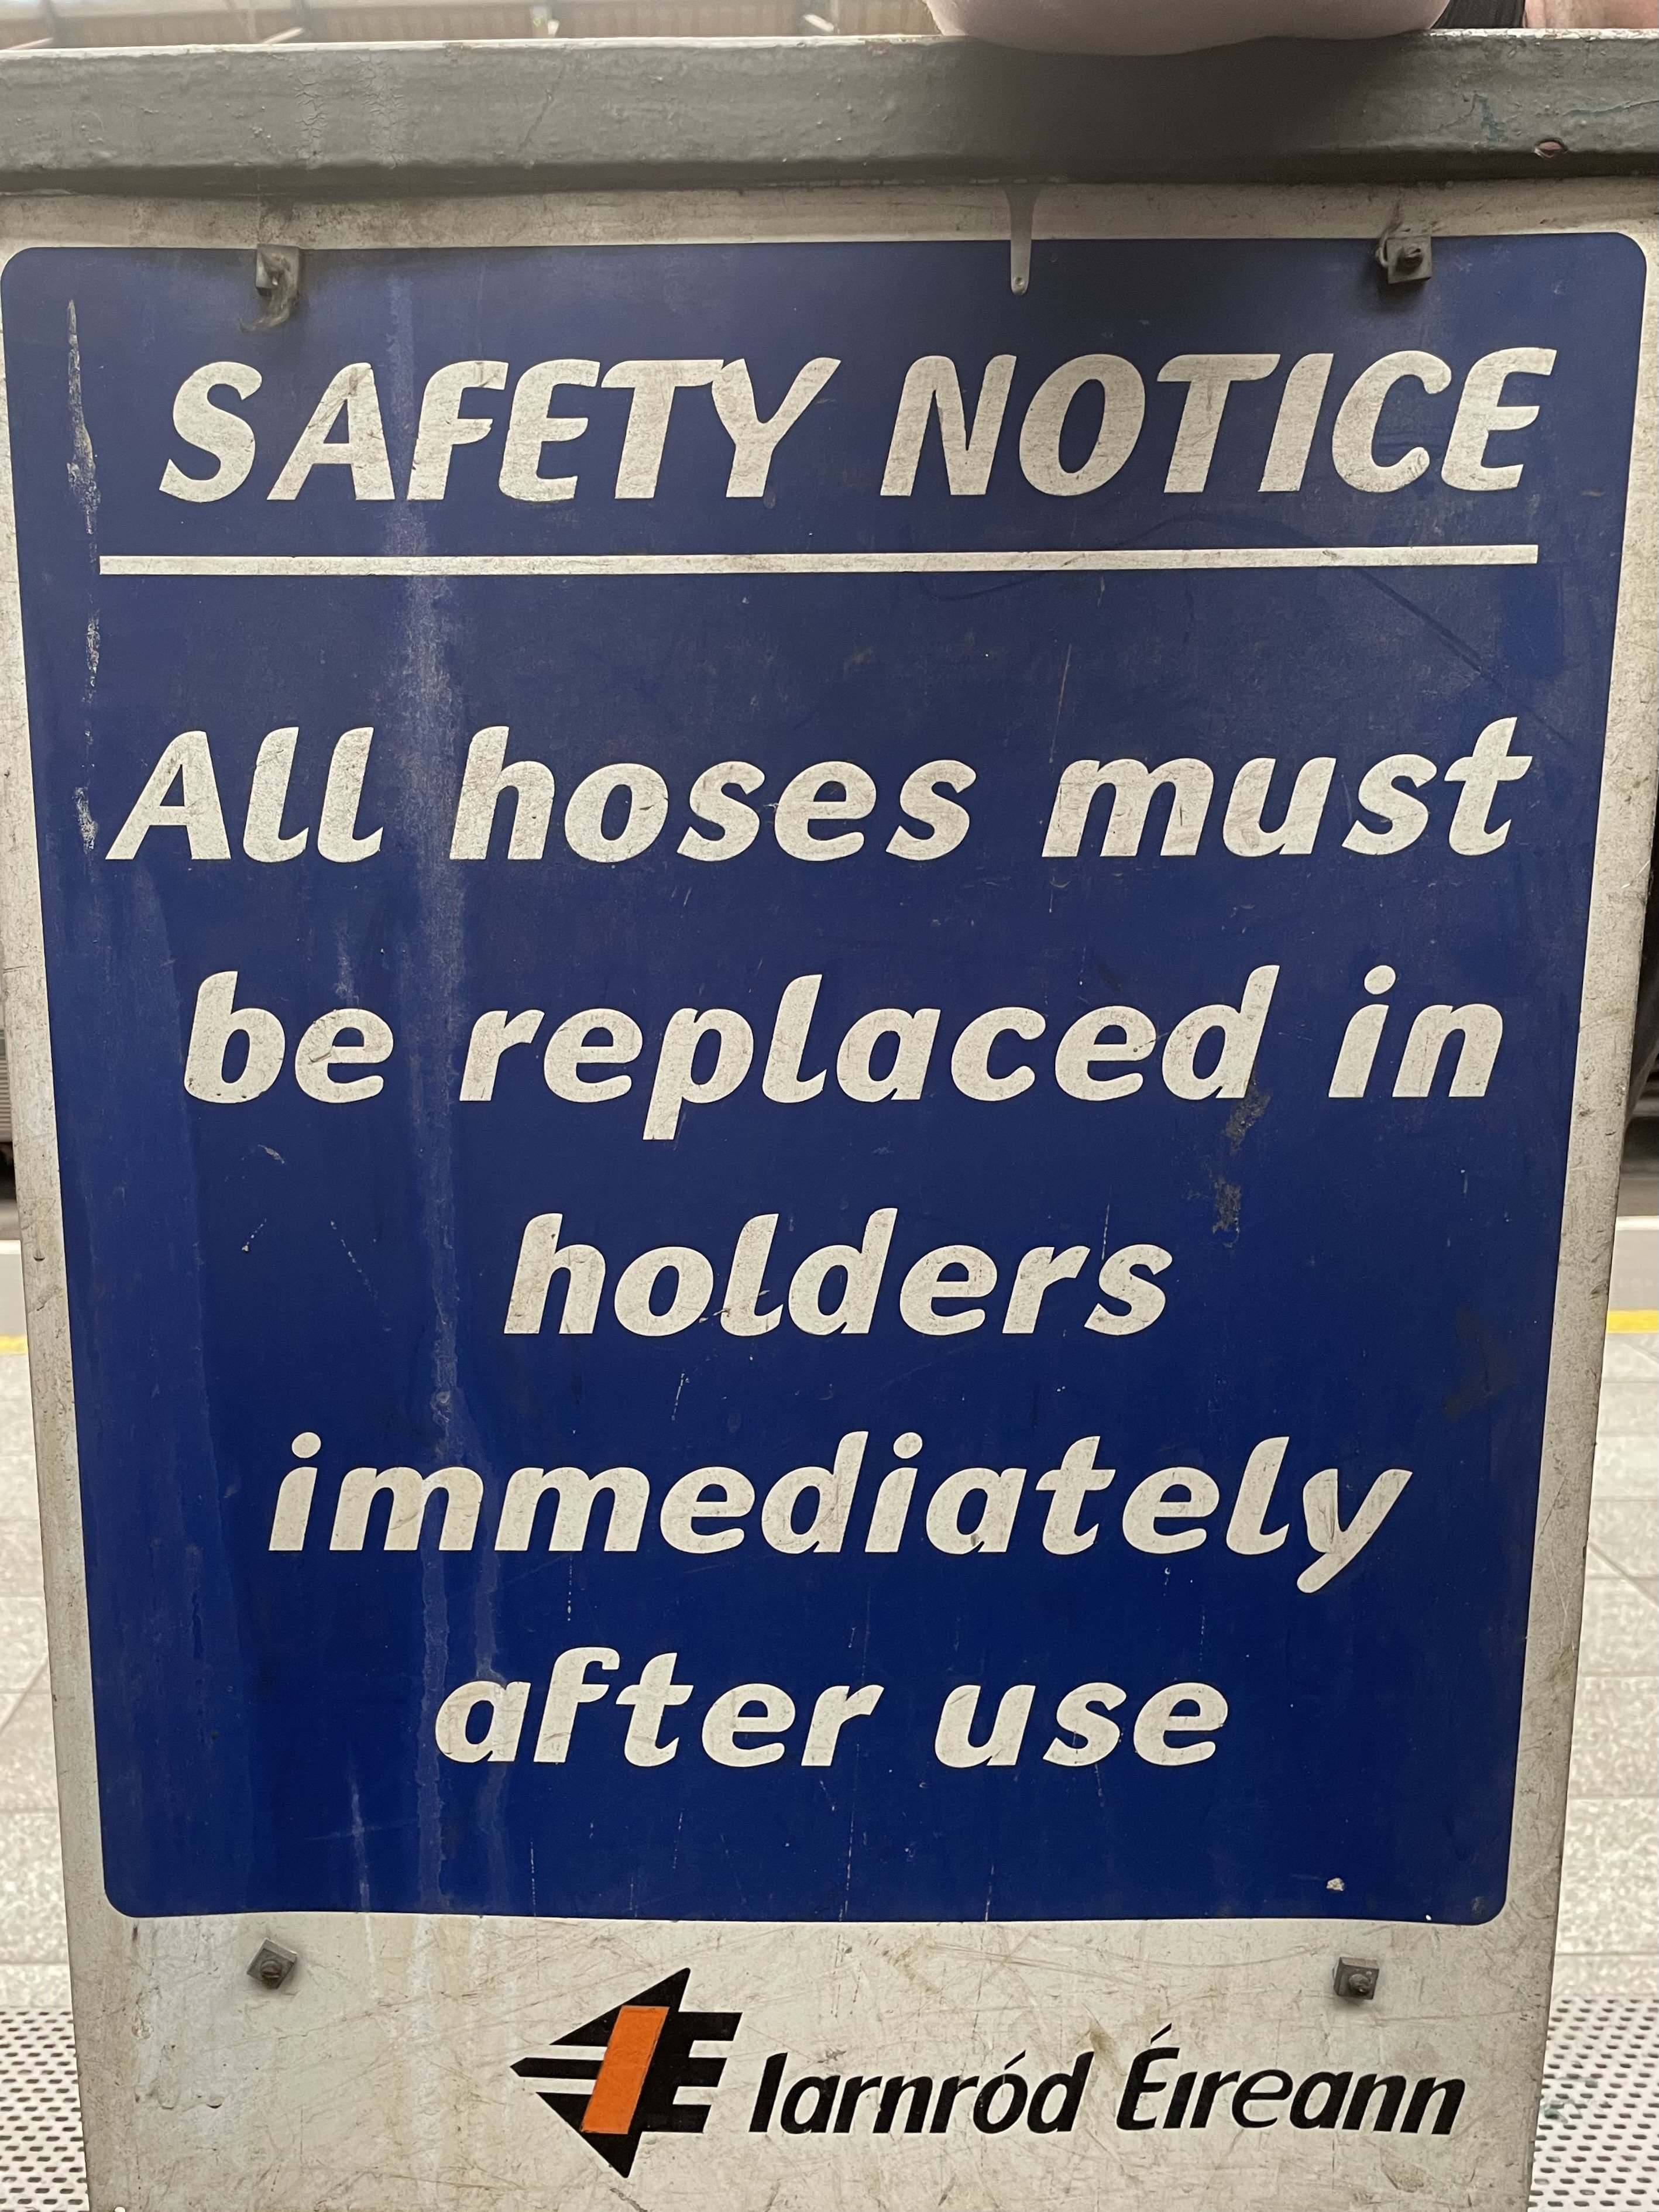 SAFETY NOTICE
All hoses must
be replaced in
holders
immediately
after use
Iarnród Éireann